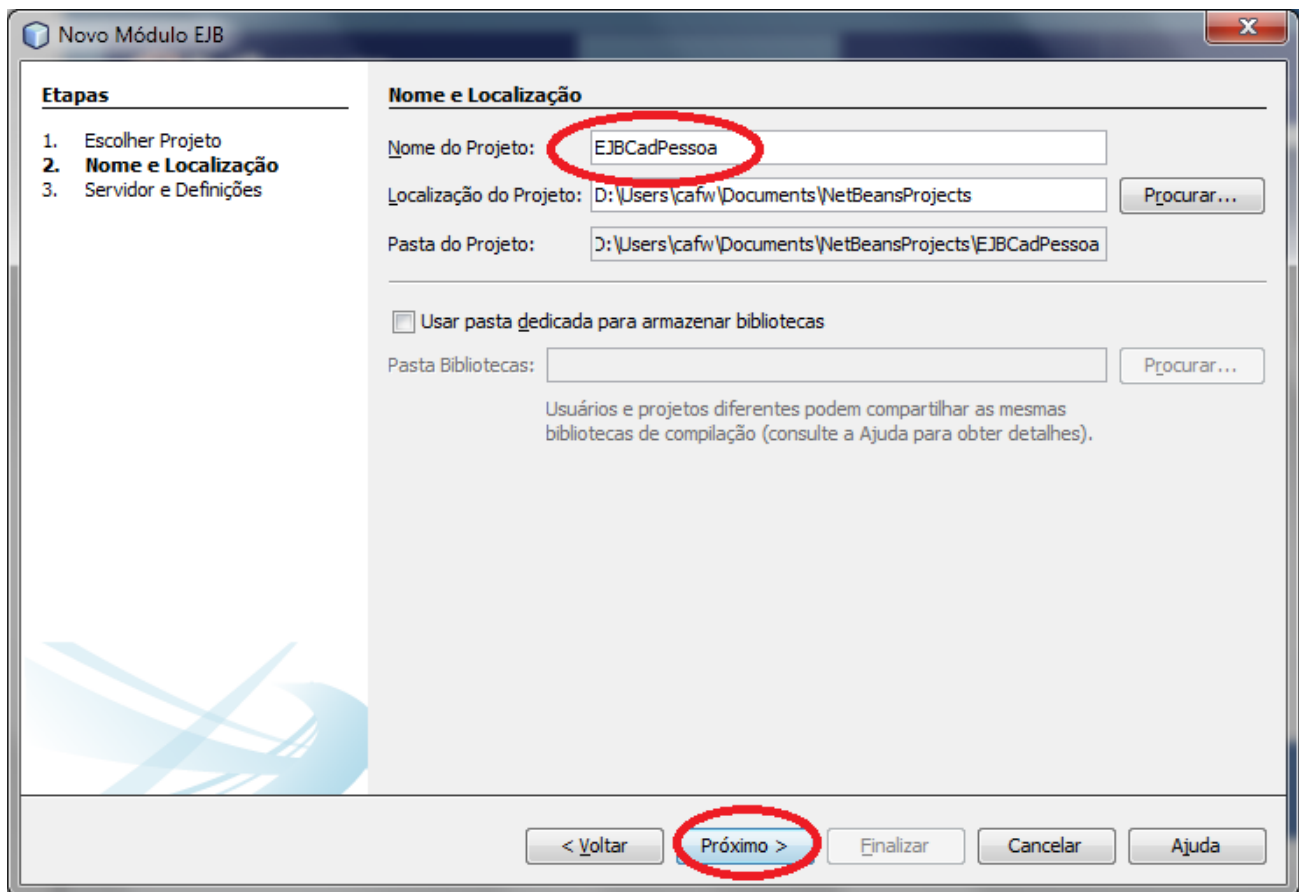 Novo Módulo EJB
Etapas
1. Escolher Projeto
2. Nome e Localização
3. Servidor e Definições
Nome e Localização
Nome do Projeto: EJBCadPessoa
Localização do Projeto: D:\Users\cafw\Documents\NetBeansProjects Procurar...
Pasta do Projeto: D:\Users\cafw\Documents\NetBeansProjects\EJBCadPessoa
Usar pasta dedicada para armazenar bibliotecas
Pasta Bibliotecas: Procurar...
Usuários e projetos diferentes podem compartilhar as mesmas
bibliotecas de compilação (consulte a Ajuda para obter detalhes).
< Voltar Próximo > Finalizar Cancelar Ajuda